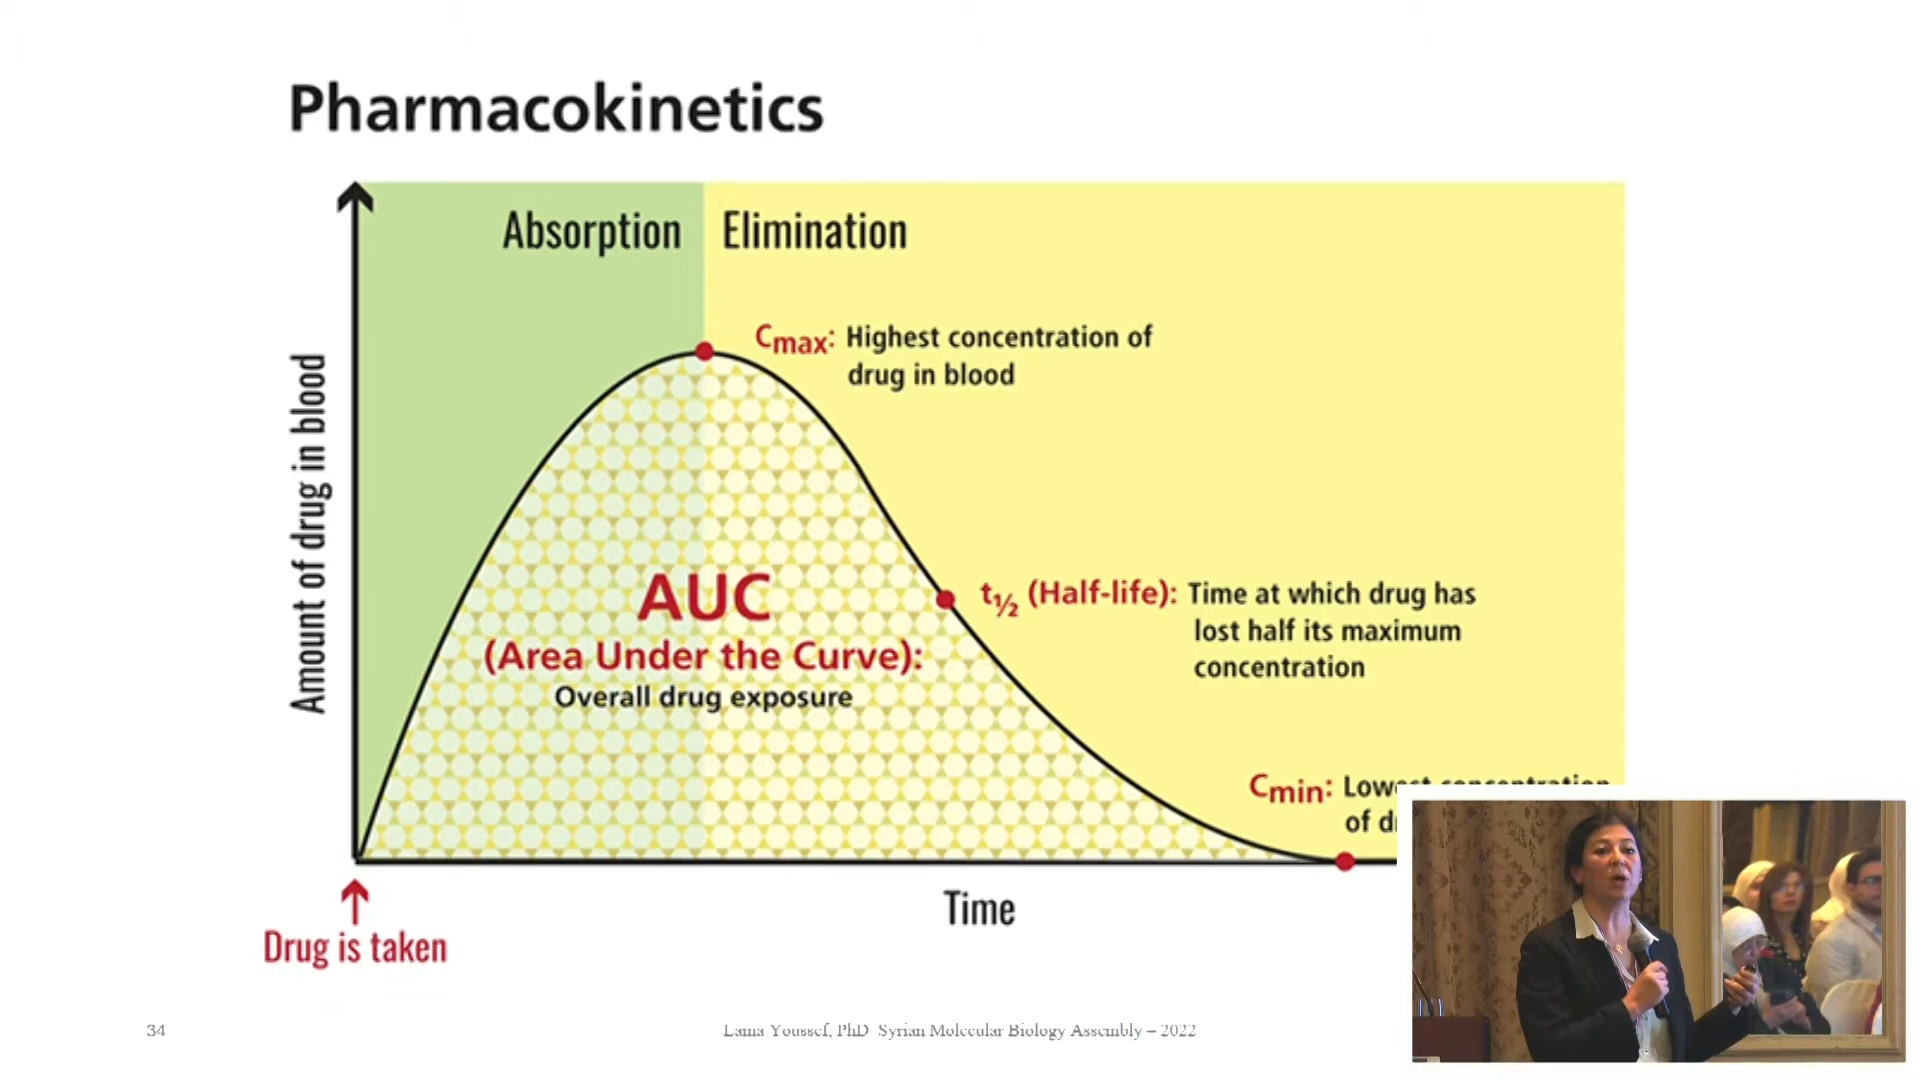 Pharmacokinetics
Absorption
Elimination
Cmax: Highest concentration of
drug in blood
Amount of drug in blood
AUC
(Area Under the Curve):
Overall drug exposure
t½ (Half-life): Time at which drug has
lost half its maximum
concentration
Cmin: Lowest concentration
of
Time
Drug is taken
34
Lama Youssef, PhD Syrian Molecular Biology Assembly – 2022